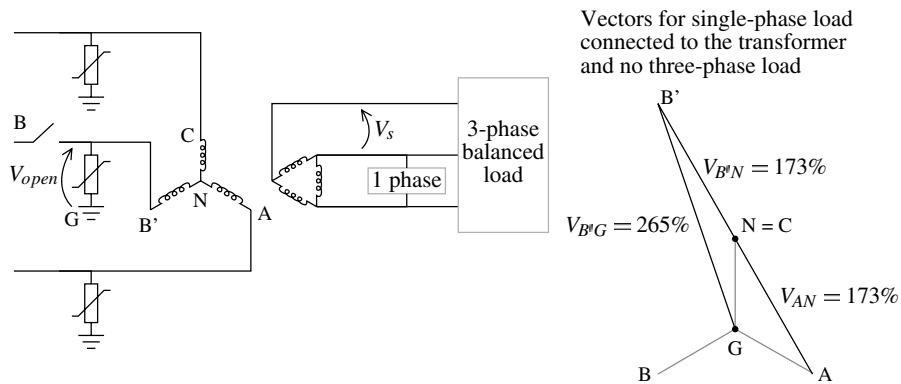 Vectors for single-phase load
connected to the transformer
and no three-phase load
B
V_open
G
C
N
B'
A
V_s
1 phase
3-phase
balanced
load
B'
V_B''N = 173%
V_B''G = 265%
N = C
V_AN = 173%
G
B
A